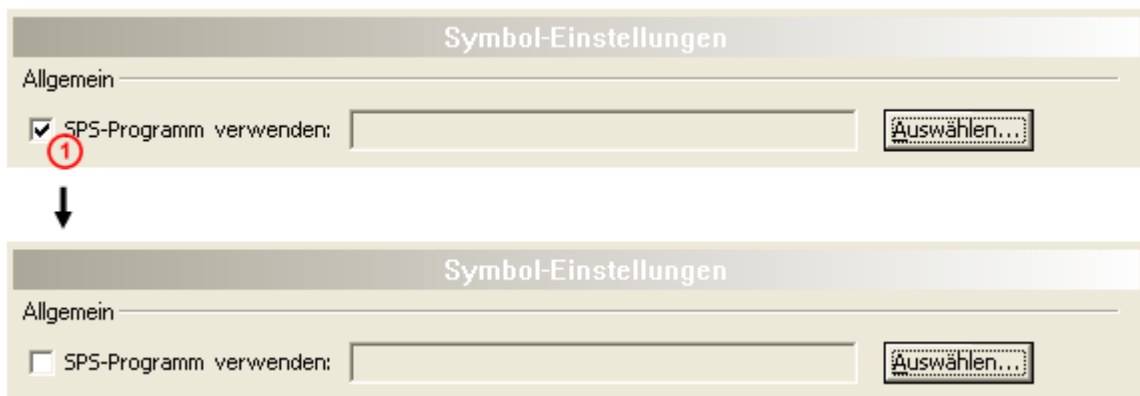 Symbol-Einstellungen
Allgemein
SPS-Programm verwenden: Auswählen...
1
Symbol-Einstellungen
Allgemein
SPS-Programm verwenden: Auswählen...